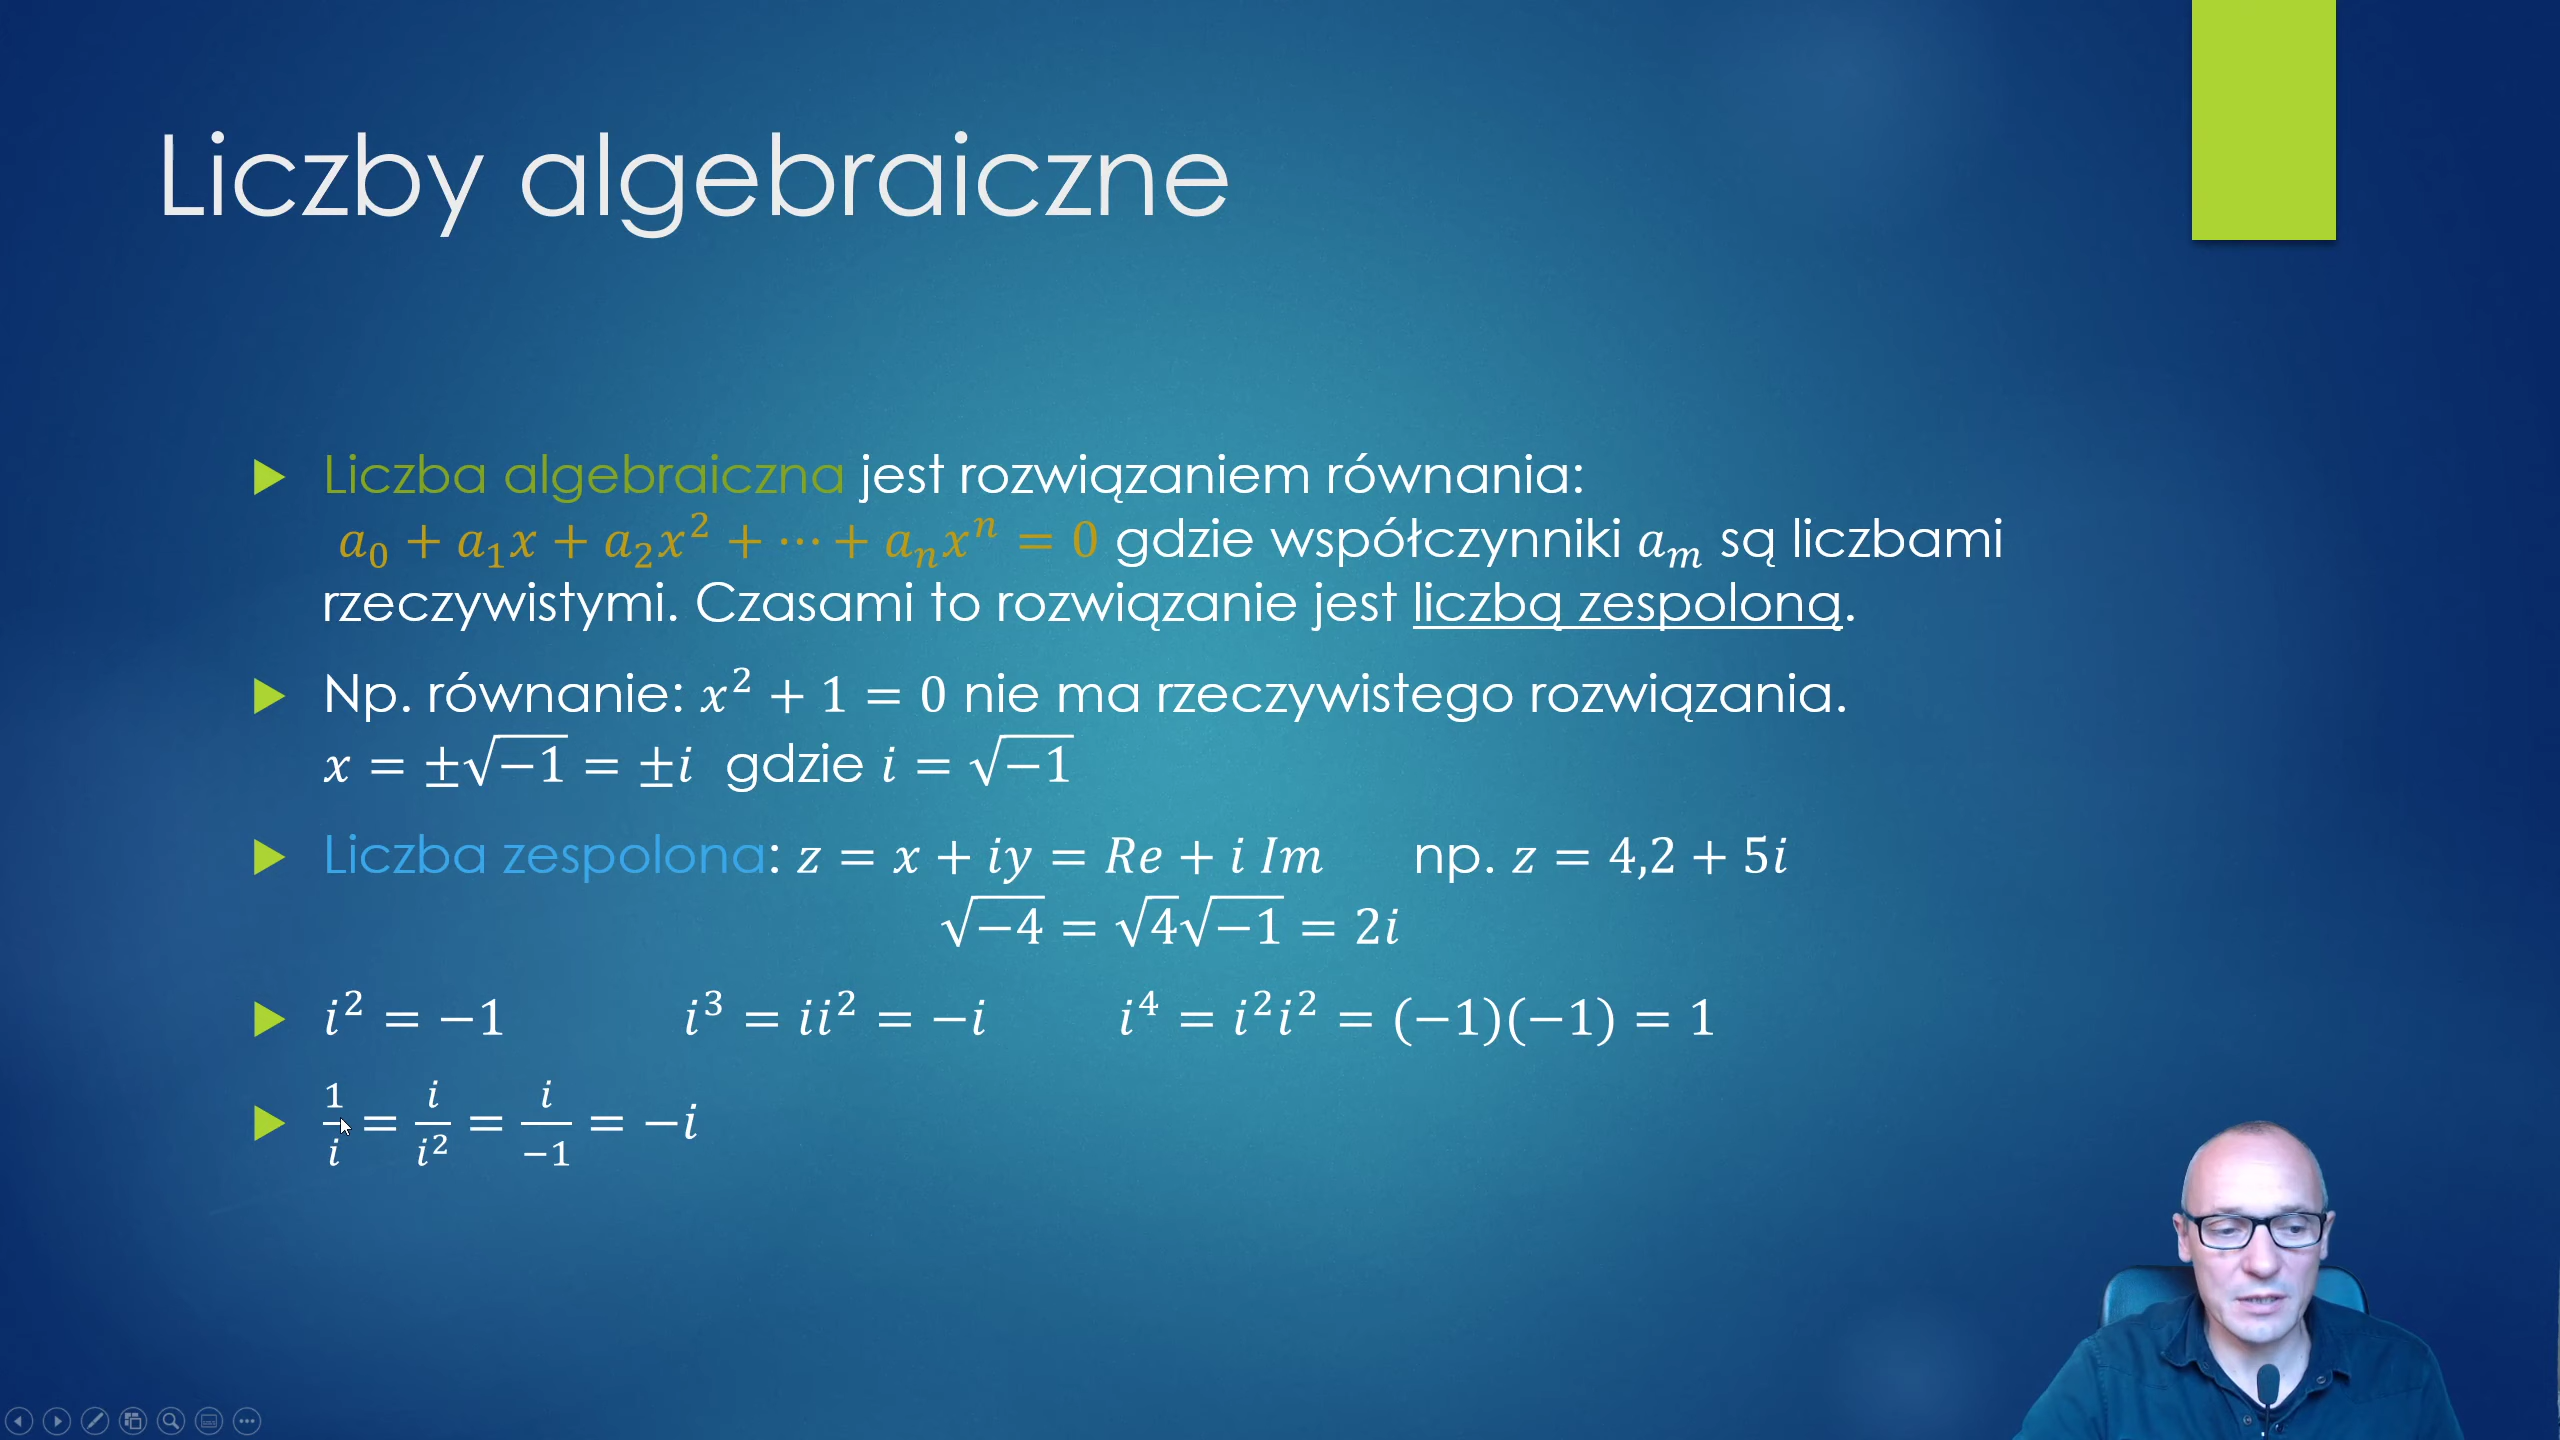 Liczby algebraiczne
Liczba algebraiczna jest rozwiązaniem równania:
a₀ + a₁x + a₂x² + ⋯ + aₙxⁿ = 0 gdzie współczynniki aₘ są liczbami
rzeczywistymi. Czasami to rozwiązanie jest liczbą zespoloną.
Np. równanie: x² + 1 = 0 nie ma rzeczywistego rozwiązania.
x = ±√−1 = ±i gdzie i = √−1
Liczba zespolona: z = x + iy = Re + i Im np. z = 4,2 + 5i
√−4 = √4√−1 = 2i
i² = −1 i³ = ii² = −i i⁴ = i²i² = (−1)(−1) = 1
1/i = i/i² = i/−1 = −i